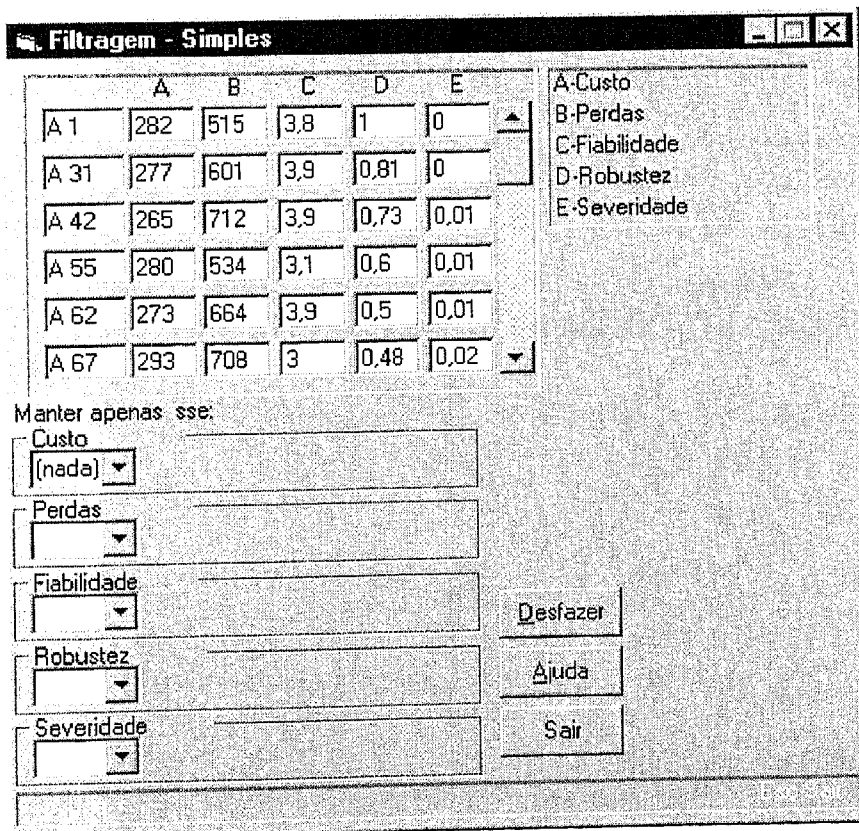 Filtragem - Simples
A B C D E
A 1 282 515 3,8 1 0
A 31 277 601 3,9 0,81 0
A 42 265 712 3,9 0,73 0,01
A 55 280 534 3,1 0,6 0,01
A 62 273 664 3,9 0,5 0,01
A 67 293 708 3 0,48 0,02
A-Custo
B-Perdas
C-Fiabilidade
D-Robustez
E-Severidade
Manter apenas sse:
Custo
(nada)
Perdas
Fiabilidade
Robustez
Severidade
Desfazer
Ajuda
Sair